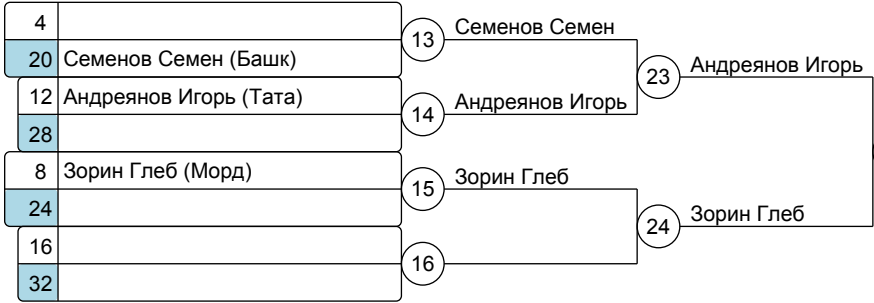 4
13
Семенов Семен
20 Семенов Семен (Башк)
23
Андреянов Игорь
12 Андреянов Игорь (Тата)
14
Андреянов Игорь
28
8 Зорин Глеб (Морд)
15
Зорин Глеб
24
24
Зорин Глеб
16
16
32